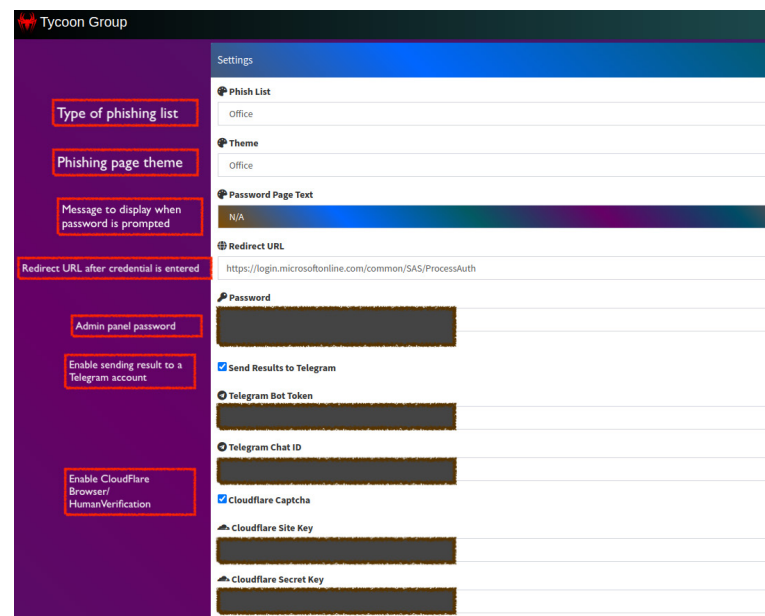 Tycoon Group
Settings
Phish List
Type of phishing list
Office
Theme
Phishing page theme
Office
Password Page Text
Message to display when
password is prompted
N/A
Redirect URL
Redirect URL after credential is entered
https://login.microsoftonline.com/common/SAS/ProcessAuth
Password
Admin panel password
Enable sending result to a
Telegram account
Send Results to Telegram
Telegram Bot Token
Telegram Chat ID
Enable CloudFlare
Browser/
HumanVerification
Cloudflare Captcha
Cloudflare Site Key
Cloudflare Secret Key